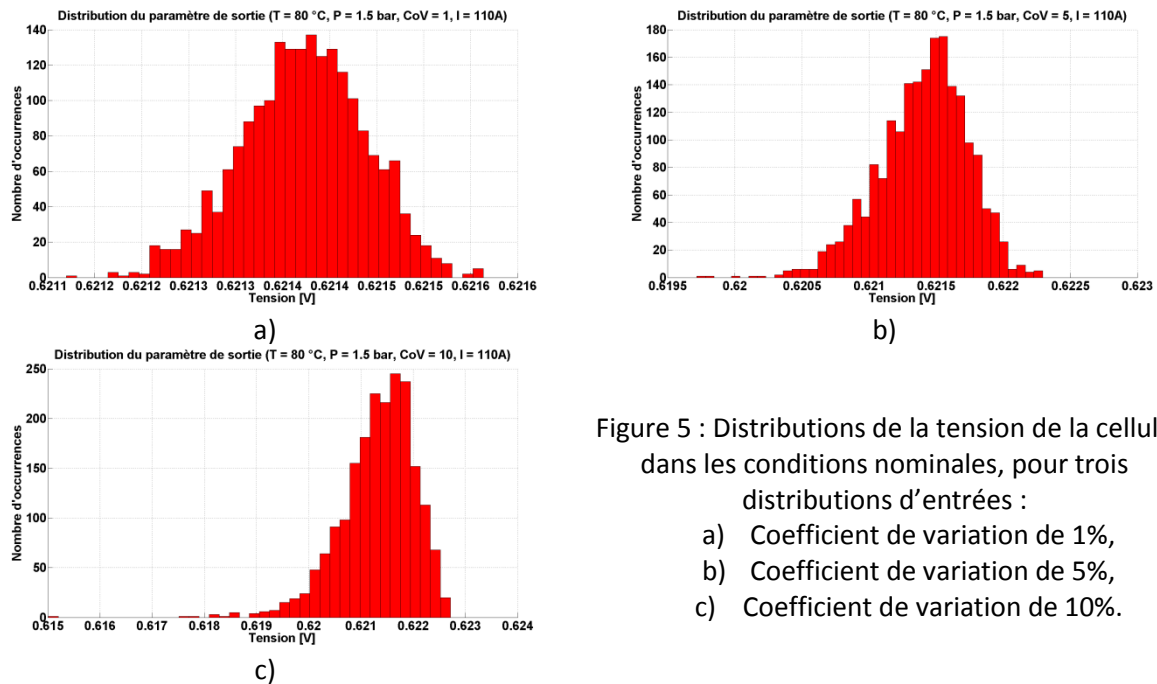 Distribution du paramètre de sortie (T = 80 °C, P = 1.5 bar, CoV = 1, I = 110A)
Nombre d'occurrences
140
120
100
80
60
40
20
0
0.6211 0.6212 0.6212 0.6213 0.6213 0.6214 0.6214 0.6215 0.6216 0.6216
Tension [V]
a)
Distribution du paramètre de sortie (T = 80 °C, P = 1.5 bar, CoV = 5, I = 110A)
Nombre d'occurrences
180
160
140
120
100
80
60
40
20
0
0.6195 0.62 0.6205 0.621 0.6215 0.622 0.6225 0.623
Tension [V]
b)
Distribution du paramètre de sortie (T = 80 °C, P = 1.5 bar, CoV = 10, I = 110A)
Nombre d'occurrences
250
200
150
100
50
0
0.615 0.616 0.617 0.618 0.619 0.62 0.621 0.622 0.623 0.624
Tension [V]
c)
Figure 5 : Distributions de la tension de la cellul
dans les conditions nominales, pour trois
distributions d'entrées :
a) Coefficient de variation de 1%,
b) Coefficient de variation de 5%,
c) Coefficient de variation de 10%.